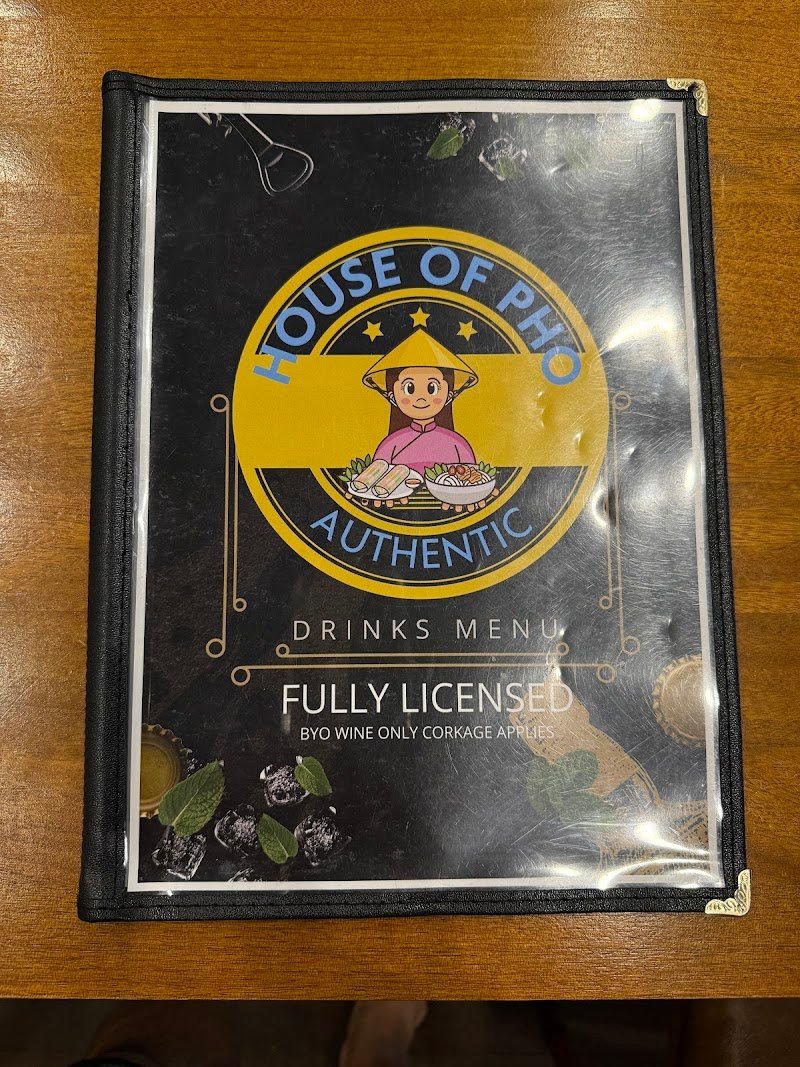 HOUSE OF PHO
AUTHENTIC
DRINKS MENU
FULLY LICENSED
BYO WINE ONLY CORKAGE APPLIES